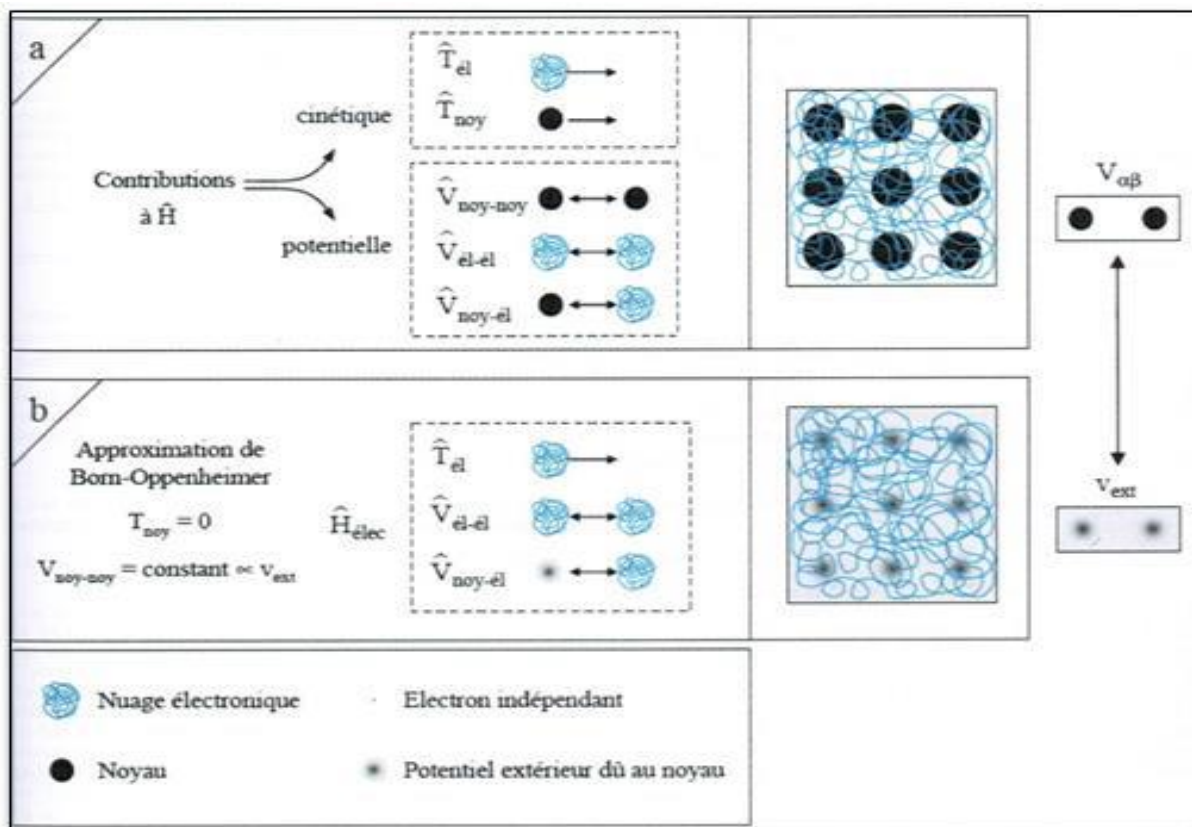 a
cinétique
Contributions
à Ĥ
potentielle
T̂él
T̂noy
V̂noy-noy
V̂él-él
V̂noy-él
Vαβ
b
Approximation de
Born-Oppenheimer
Tnoy = 0
Vnoy-noy = constant ∝ vext
Ĥélec
T̂el
V̂él-él
V̂noy-él
vext
Nuage électronique
Electron indépendant
Noyau
Potentiel extérieur dû au noyau